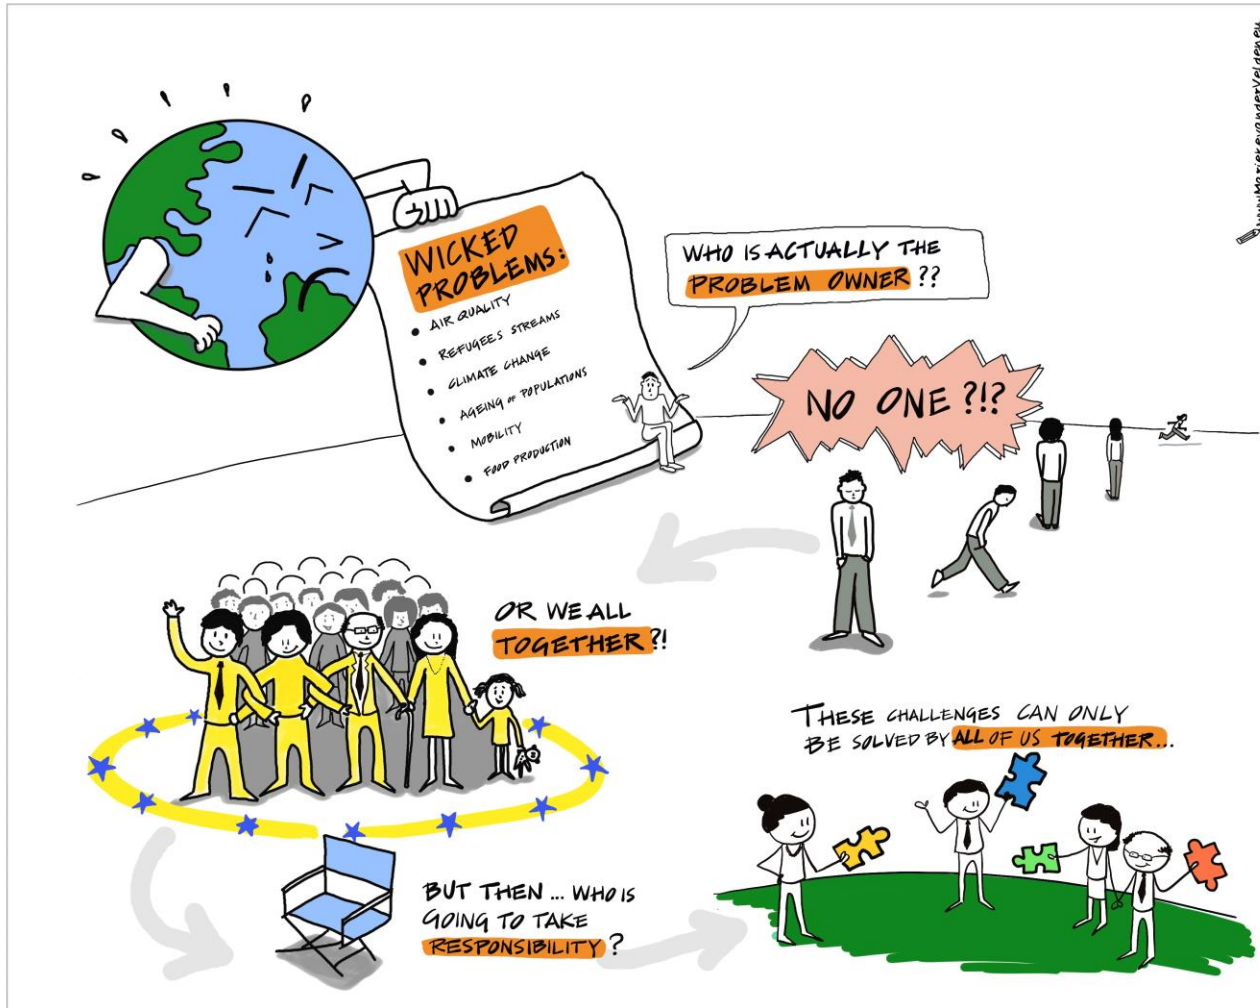 WICKED
PROBLEMS:
• AIR QUALITY
• REFUGEES STREAMS
• CLIMATE CHANGE
• AGEING OF POPULATIONS
• MOBILITY
• FOOD PRODUCTION
WHO IS ACTUALLY THE
PROBLEM OWNER ??
NO ONE ?!?
OR WE ALL
TOGETHER ?!
BUT THEN ... WHO IS
GOING TO TAKE
RESPONSIBILITY ?
THESE CHALLENGES CAN ONLY
BE SOLVED BY ALL OF US TOGETHER...